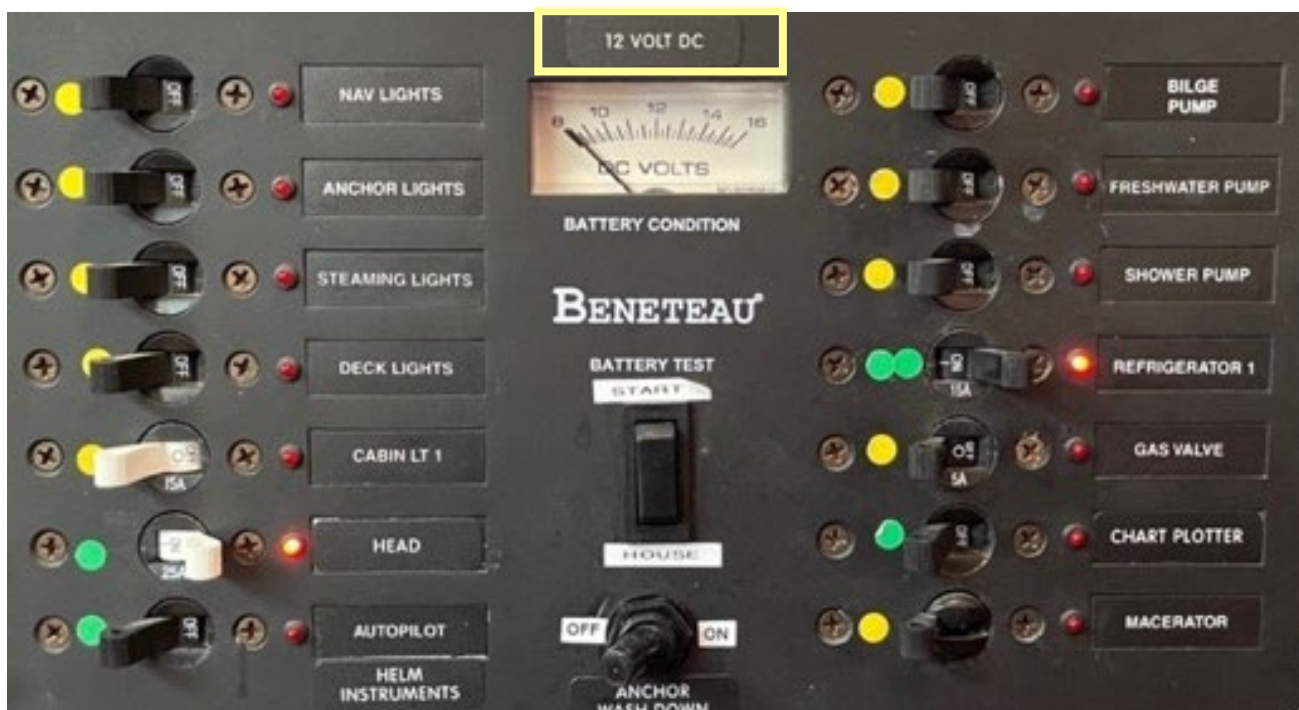 12 VOLT DC
OFF
NAV LIGHTS
OFF
ANCHOR LIGHTS
OFF
STEAMING LIGHTS
OFF
DECK LIGHTS
15A
CABIN LT 1
25A
HEAD
OFF
AUTOPILOT
HELM
INSTRUMENTS
8 10 12 14 16
DC VOLTS
BATTERY CONDITION
BENETEAU
BATTERY TEST
START
HOUSE
OFF
ON
ANCHOR
WASH DOWN
OFF
BILGE
PUMP
OFF
FRESHWATER PUMP
OFF
SHOWER PUMP
ON
15A
REFRIGERATOR 1
5A
GAS VALVE
OFF
CHART PLOTTER
MACERATOR